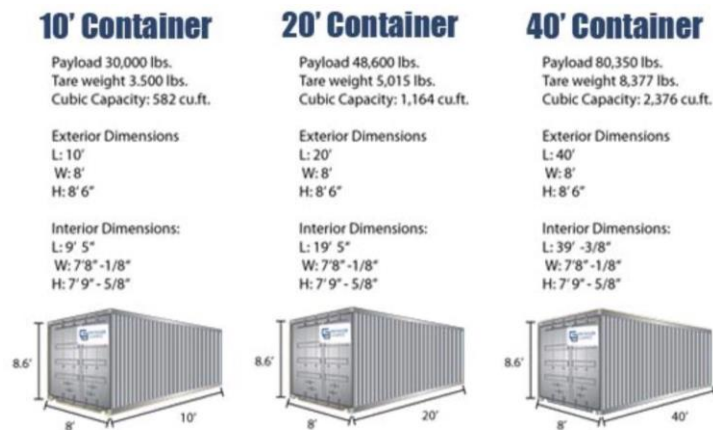 10' Container
Payload 30,000 lbs.
Tare weight 3.500 lbs.
Cubic Capacity: 582 cu.ft.
Exterior Dimensions
L: 10'
W: 8'
H: 8' 6"
Interior Dimensions:
L: 9' 5"
W: 7'8" -1/8"
H: 7' 9" - 5/8"
8.6'
8'
10'
20' Container
Payload 48,600 lbs.
Tare weight 5,015 lbs.
Cubic Capacity: 1,164 cu.ft.
Exterior Dimensions
L: 20'
W: 8'
H: 8' 6"
Interior Dimensions:
L: 19' 5"
W: 7'8" -1/8"
H: 7' 9" - 5/8"
8.6'
8'
20'
40' Container
Payload 80,350 lbs.
Tare weight 8,377 lbs.
Cubic Capacity: 2,376 cu.ft.
Exterior Dimensions
L: 40'
W: 8'
H: 8' 6"
Interior Dimensions:
L: 39' -3/8"
W: 7'8" -1/8"
H: 7' 9" - 5/8"
8.6'
8'
40'